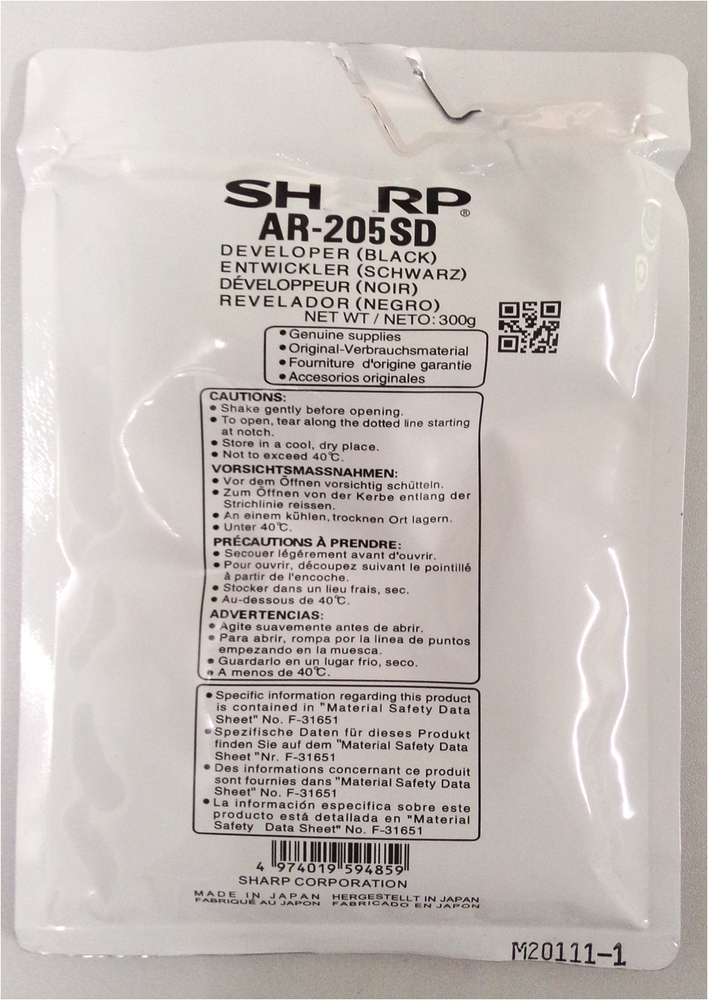 SH RP®
AR-205SD
DEVELOPER (BLACK)
ENTWICKLER (SCHWARZ)
DÉVELOPPEUR (NOIR)
REVELADOR (NEGRO)
NET WT / NETO: 300g
• Genuine supplies
• Original-Verbrauchsmaterial
• Fourniture d'origine garantie
• Accesorios originales
CAUTIONS:
• Shake gently before opening.
• To open, tear along the dotted line starting
at notch.
• Store in a cool, dry place.
• Not to exceed 40℃.
VORSICHTSMASSNAHMEN:
• Vor dem Öffnen vorsichtig schütteln.
• Zum Öffnen von der Kerbe entlang der
Strichlinie reissen.
• An einem kühlen, trocknen Ort lagern.
• Unter 40℃.
PRÉCAUTIONS À PRENDRE:
• Secouer légérement avant d'ouvrir.
• Pour ouvrir, découpez suivant le pointillé
à partir de l'encoche.
• Stocker dans un lieu frais, sec.
• Au-dessous de 40℃.
ADVERTENCIAS:
• Agite suavemente antes de abrir.
• Para abrir, rompa por la linea de puntos
empezando en la muesca.
• Guardarlo en un lugar frio, seco.
• A menos de 40℃.
• Specific information regarding this product
is contained in "Material Safety Data
Sheet" No. F-31651
• Spezifische Daten für dieses Produkt
finden Sie auf dem "Material Safety Data
Sheet "Nr. F-31651
• Des informations concernant ce produit
sont fournies dans "Material Safety Data
Sheet" No. F-31651
• La información especifica sobre este
producto está detallada en "Material
Safety Data Sheet" No. F-31651
4 974019 594859
SHARP CORPORATION
MADE IN JAPAN HERGESTELLT IN JAPAN
FABRIQUÉ AU JAPON FABRICADO EN JAPON
M20111-1